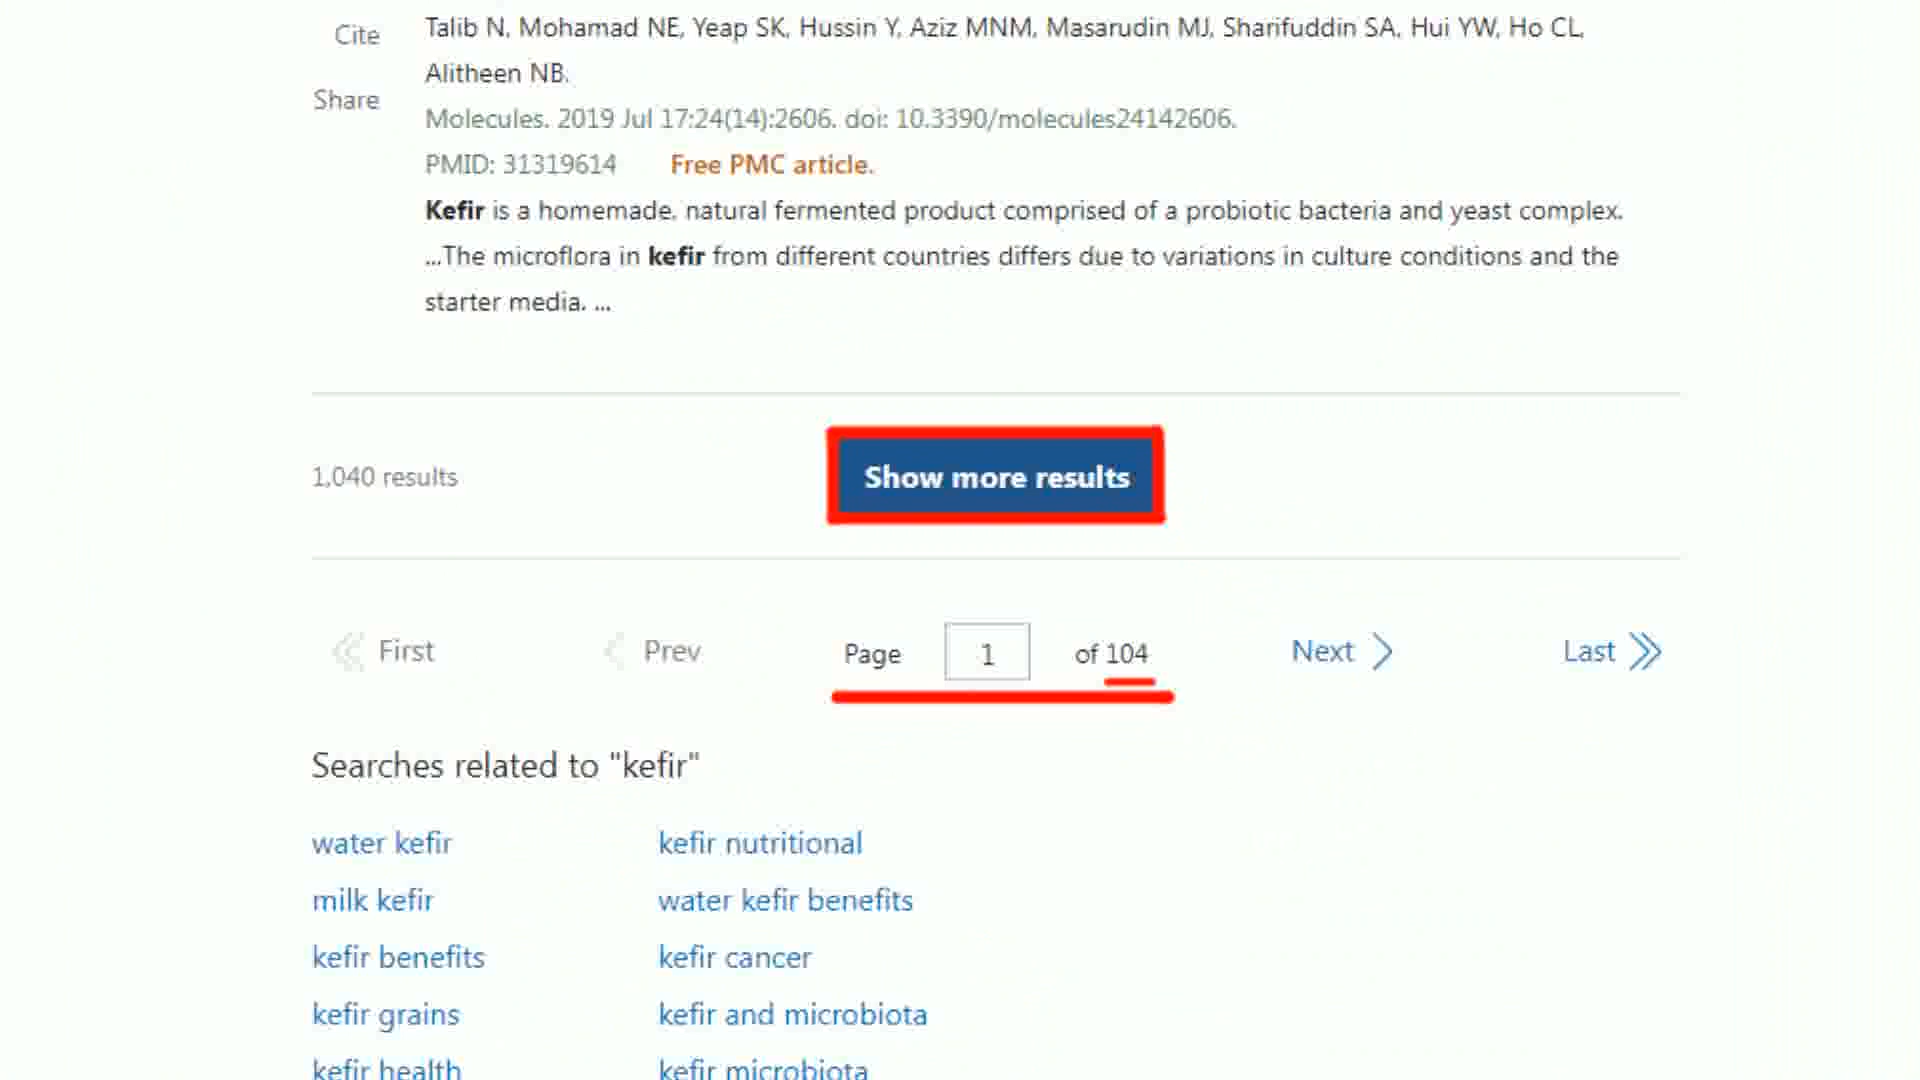 Cite
Share
Talib N, Mohamad NE, Yeap SK, Hussin Y, Aziz MNM, Masarudin MJ, Sharifuddin SA, Hui YW, Ho CL,
Alitheen NB.
Molecules. 2019 Jul 17;24(14):2606. doi: 10.3390/molecules24142606.
PMID: 31319614 Free PMC article.
Kefir is a homemade, natural fermented product comprised of a probiotic bacteria and yeast complex.
...The microflora in kefir from different countries differs due to variations in culture conditions and the
starter media. ...
1,040 results
Show more results
First Prev Page 1 of 104 Next Last
Searches related to "kefir"
water kefir kefir nutritional
milk kefir water kefir benefits
kefir benefits kefir cancer
kefir grains kefir and microbiota
kefir health kefir microbiota